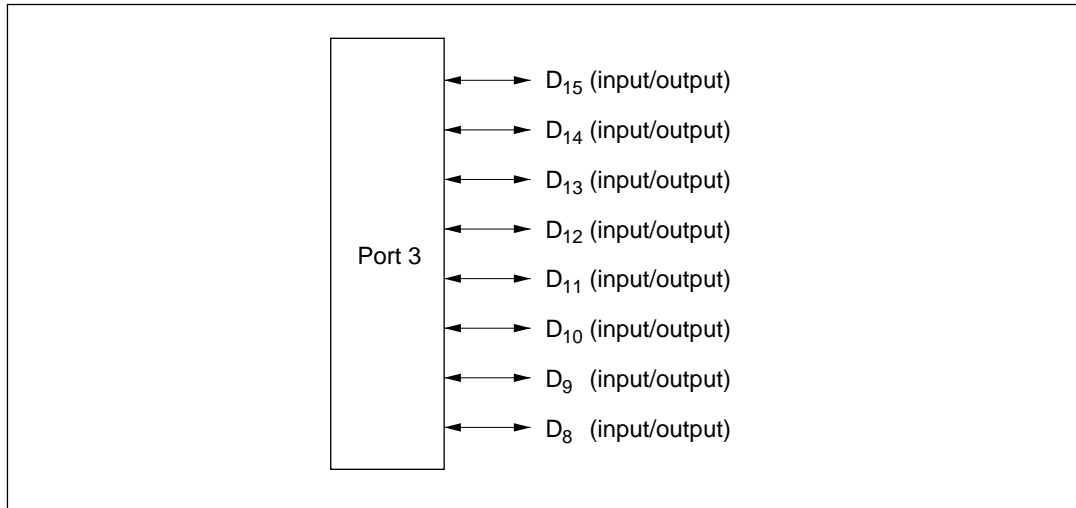 D15 (input/output)
D14 (input/output)
D13 (input/output)
D12 (input/output)
Port 3
D11 (input/output)
D10 (input/output)
D9 (input/output)
D8 (input/output)